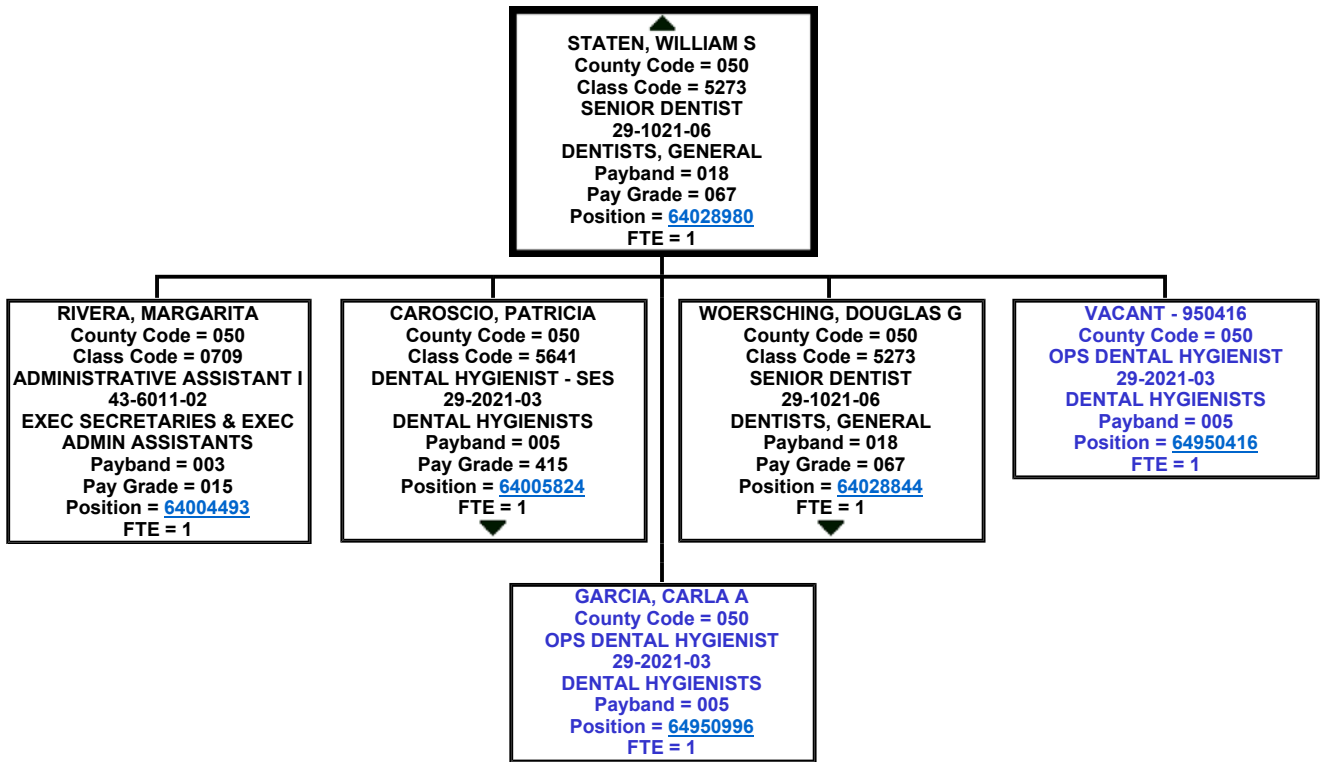 STATEN, WILLIAM S
County Code = 050
Class Code = 5273
SENIOR DENTIST
29-1021-06
DENTISTS, GENERAL
Payband = 018
Pay Grade = 067
Position = 64028980
FTE = 1
RIVERA, MARGARITA
County Code = 050
Class Code = 0709
ADMINISTRATIVE ASSISTANT I
43-6011-02
EXEC SECRETARIES & EXEC
ADMIN ASSISTANTS
Payband = 003
Pay Grade = 015
Position = 64004493
FTE = 1
CAROSCIO, PATRICIA
County Code = 050
Class Code = 5641
DENTAL HYGIENIST - SES
29-2021-03
DENTAL HYGIENISTS
Payband = 005
Pay Grade = 415
Position = 64005824
FTE = 1
WOERSCHING, DOUGLAS G
County Code = 050
Class Code = 5273
SENIOR DENTIST
29-1021-06
DENTISTS, GENERAL
Payband = 018
Pay Grade = 067
Position = 64028844
FTE = 1
VACANT - 950416
County Code = 050
OPS DENTAL HYGIENIST
29-2021-03
DENTAL HYGIENISTS
Payband = 005
Position = 64950416
FTE = 1
GARCIA, CARLA A
County Code = 050
OPS DENTAL HYGIENIST
29-2021-03
DENTAL HYGIENISTS
Payband = 005
Position = 64950996
FTE = 1